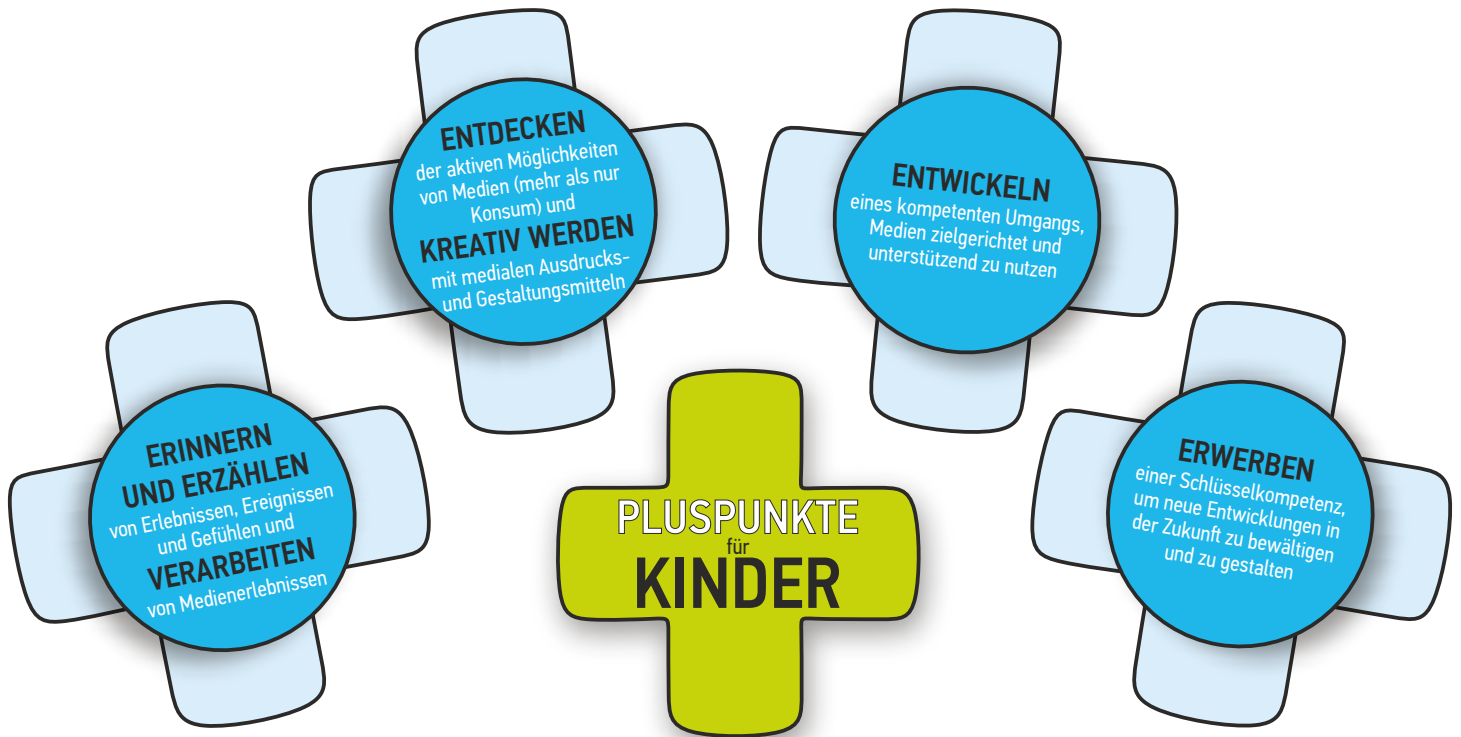 ENTDECKEN
der aktiven Möglichkeiten
von Medien (mehr als nur
Konsum) und
KREATIV WERDEN
mit medialen Ausdrucks-
und Gestaltungsmitteln
ENTWICKELN
eines kompetenten Umgangs,
Medien zielgerichtet und
unterstützend zu nutzen
ERINNERN
UND ERZÄHLEN
von Erlebnissen, Ereignissen
und Gefühlen und
VERARBEITEN
von Medienerlebnissen
PLUSPUNKTE
für
KINDER
ERWERBEN
einer Schlüsselkompetenz,
um neue Entwicklungen in
der Zukunft zu bewältigen
und zu gestalten